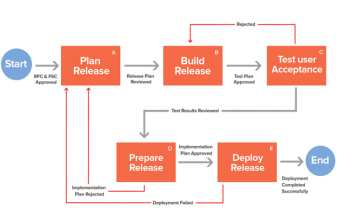 Rejected
A
Plan
Release
B
Build
Release
C
Test user
Acceptance
Start
RFC & FSC
Approved
Release Plan
Reviewed
Test Plan
Approved
Test Results Reviewed
D
Prepare
Release
Implementation
Plan Approved
E
Deploy
Release
End
Implementation
Plan Rejected
Deployment
Completed
Successfully
Deployment Failed